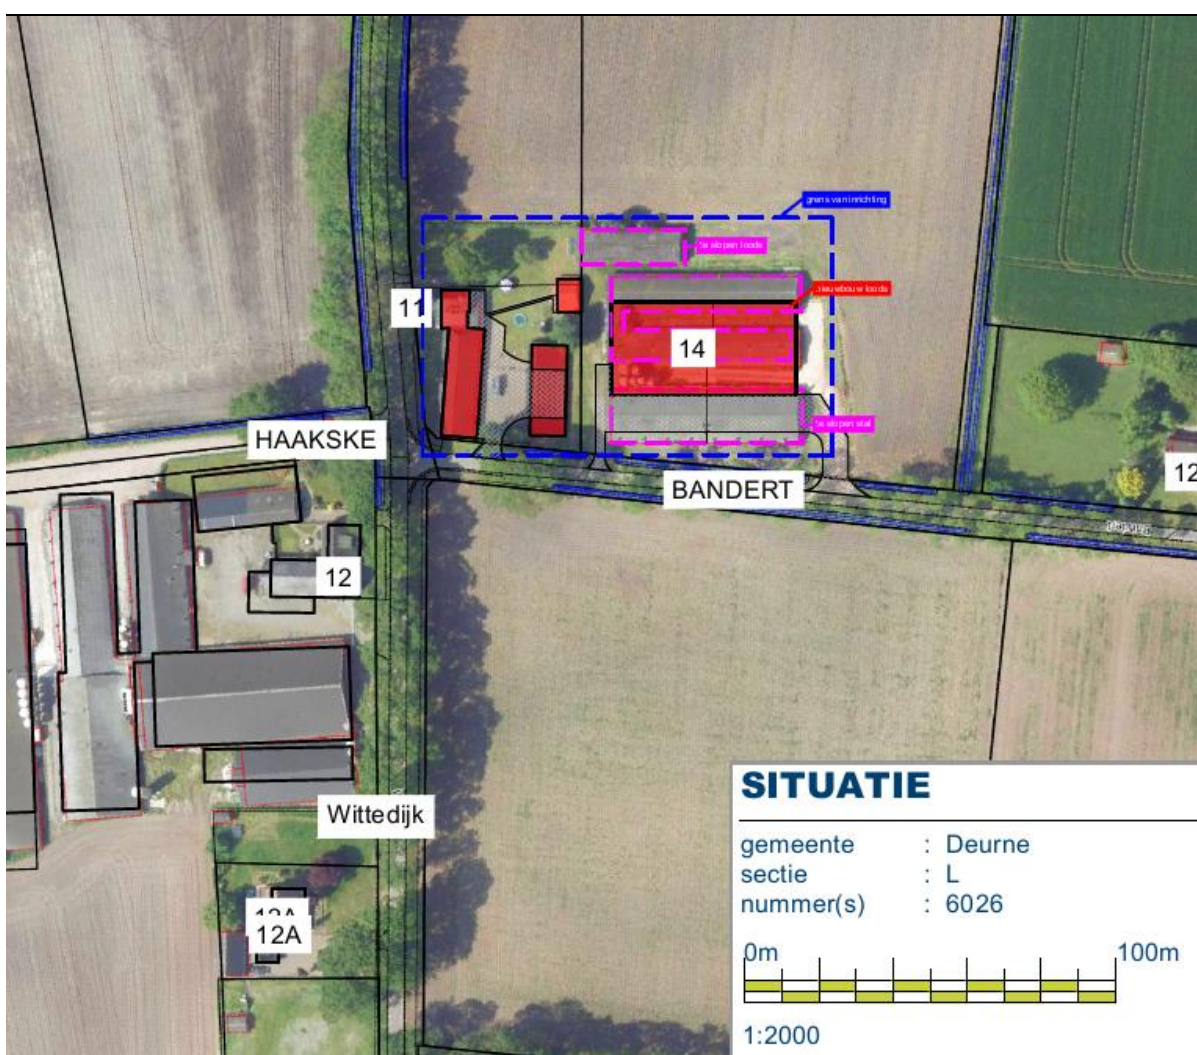 grens van inrichting
te slopen loods
nieuwbouw loods
11
14
te slopen stal
HAAKSKE
BANDERT
12
12
Wittedijk
12A
12A
SITUATIE
gemeente : Deurne
sectie : L
nummer(s) : 6026
0m 100m
1:2000